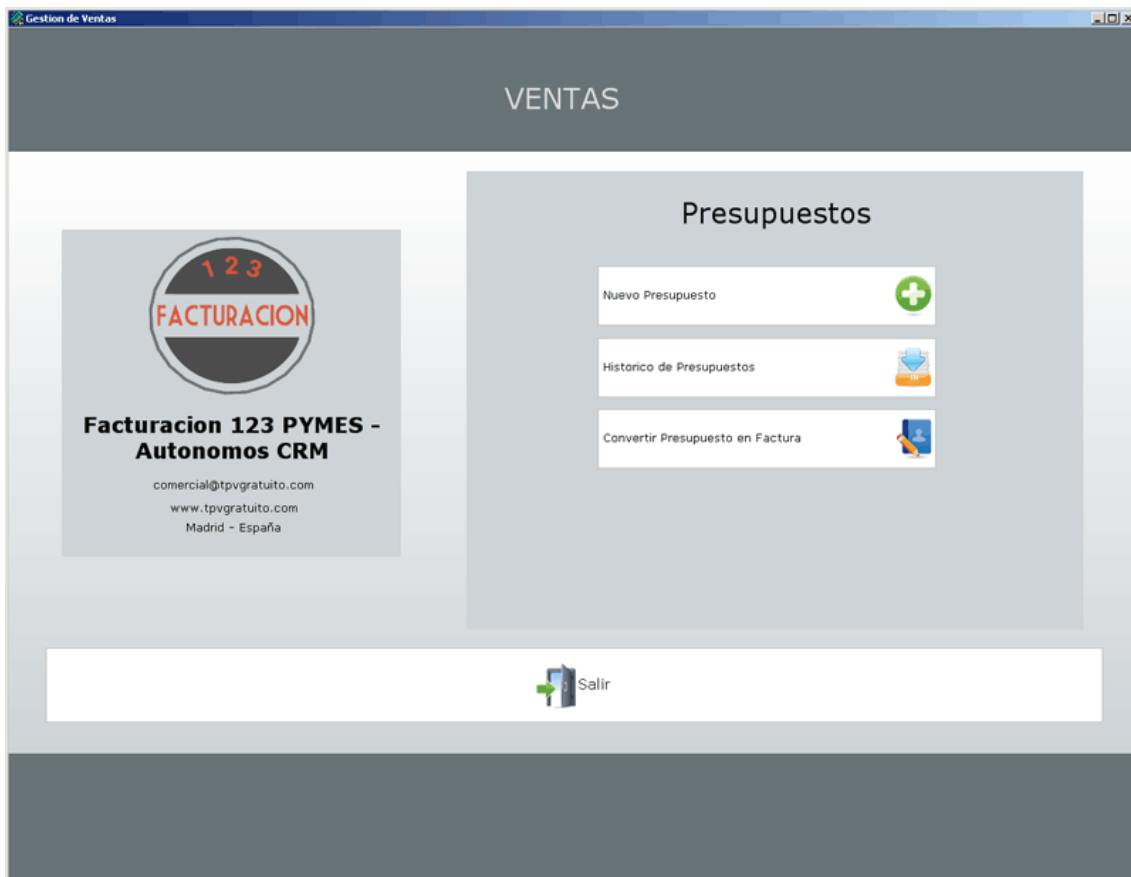 Gestion de Ventas
VENTAS
1 2 3
FACTURACION
Facturacion 123 PYMES -
Autonomos CRM
comercial@tpvgratuito.com
www.tpvgratuito.com
Madrid - España
Presupuestos
Nuevo Presupuesto
Historico de Presupuestos
Convertir Presupuesto en Factura
Salir